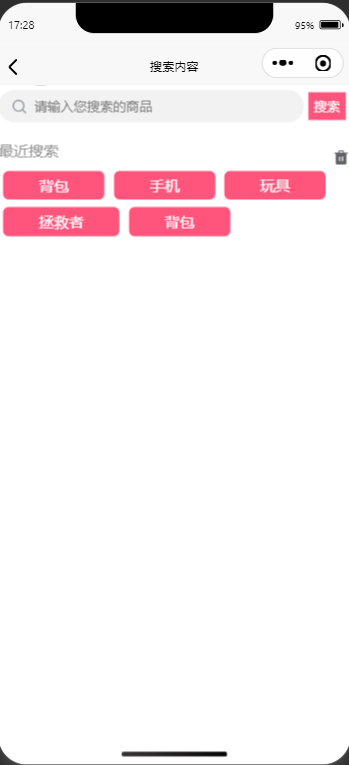 17:28 95%
搜索内容
请输入您搜索的商品 搜索
最近搜索
背包 手机 玩具
拯救者 背包